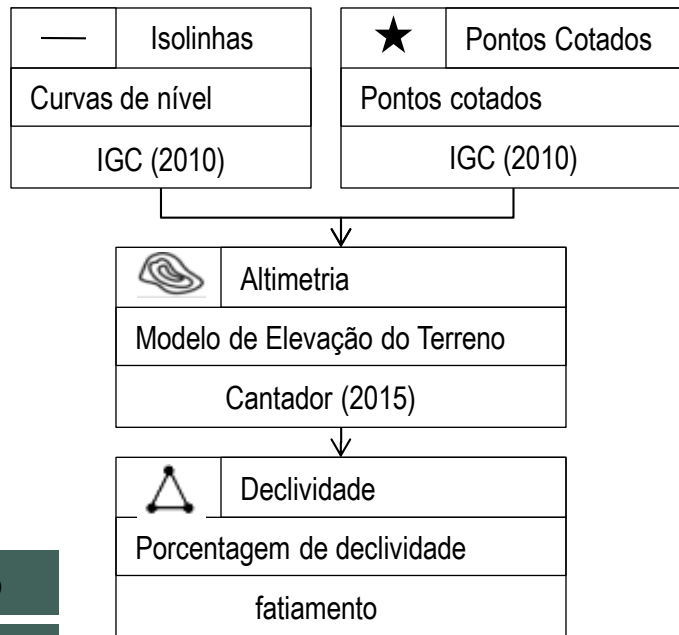 Isolinhas
Curvas de nível
IGC (2010)
Pontos Cotados
Pontos cotados
IGC (2010)
Altimetria
Modelo de Elevação do Terreno
Cantador (2015)
Declividade
Porcentagem de declividade
fatiamento